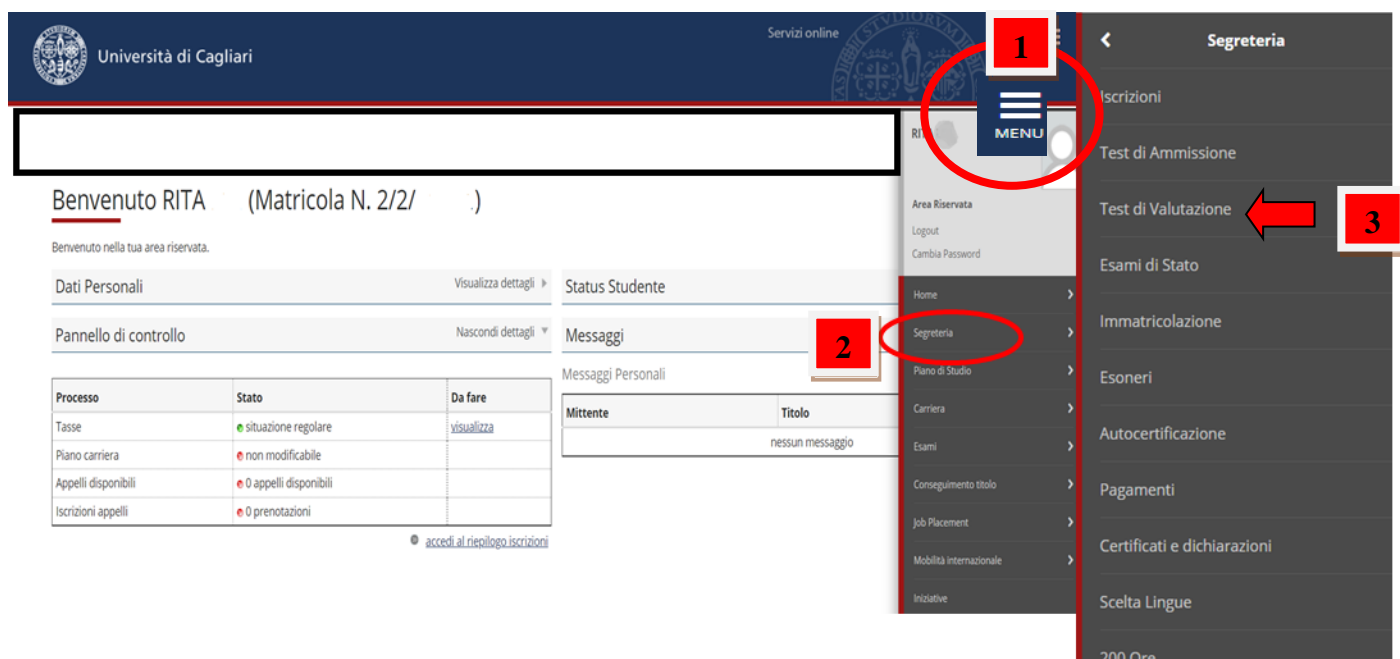 Università di Cagliari
Servizi online
1
MENU
RITA
Area Riservata
Logout
Cambia Password
Benvenuto RITA (Matricola N. 2/2/ .)
Benvenuto nella tua area riservata.
Dati Personali
Visualizza dettagli
Status Studente
Pannello di controllo
Nascondi dettagli
Messaggi
Messaggi Personali
Processo Stato Da fare
Tasse situazione regolare visualizza
Piano carriera non modificabile
Appelli disponibili 0 appelli disponibili
Iscrizioni appelli 0 prenotazioni
accedi al riepilogo iscrizioni
Mittente Titolo
nessun messaggio
2
Home
Segreteria
Piano di Studio
Carriera
Esami
Conseguimento titolo
Job Placement
Mobilità internazionale
Iniziative
Segreteria
Iscrizioni
Test di Ammissione
Test di Valutazione
3
Esami di Stato
Immatricolazione
Esoneri
Autocertificazione
Pagamenti
Certificati e dichiarazioni
Scelta Lingue
200 Ore